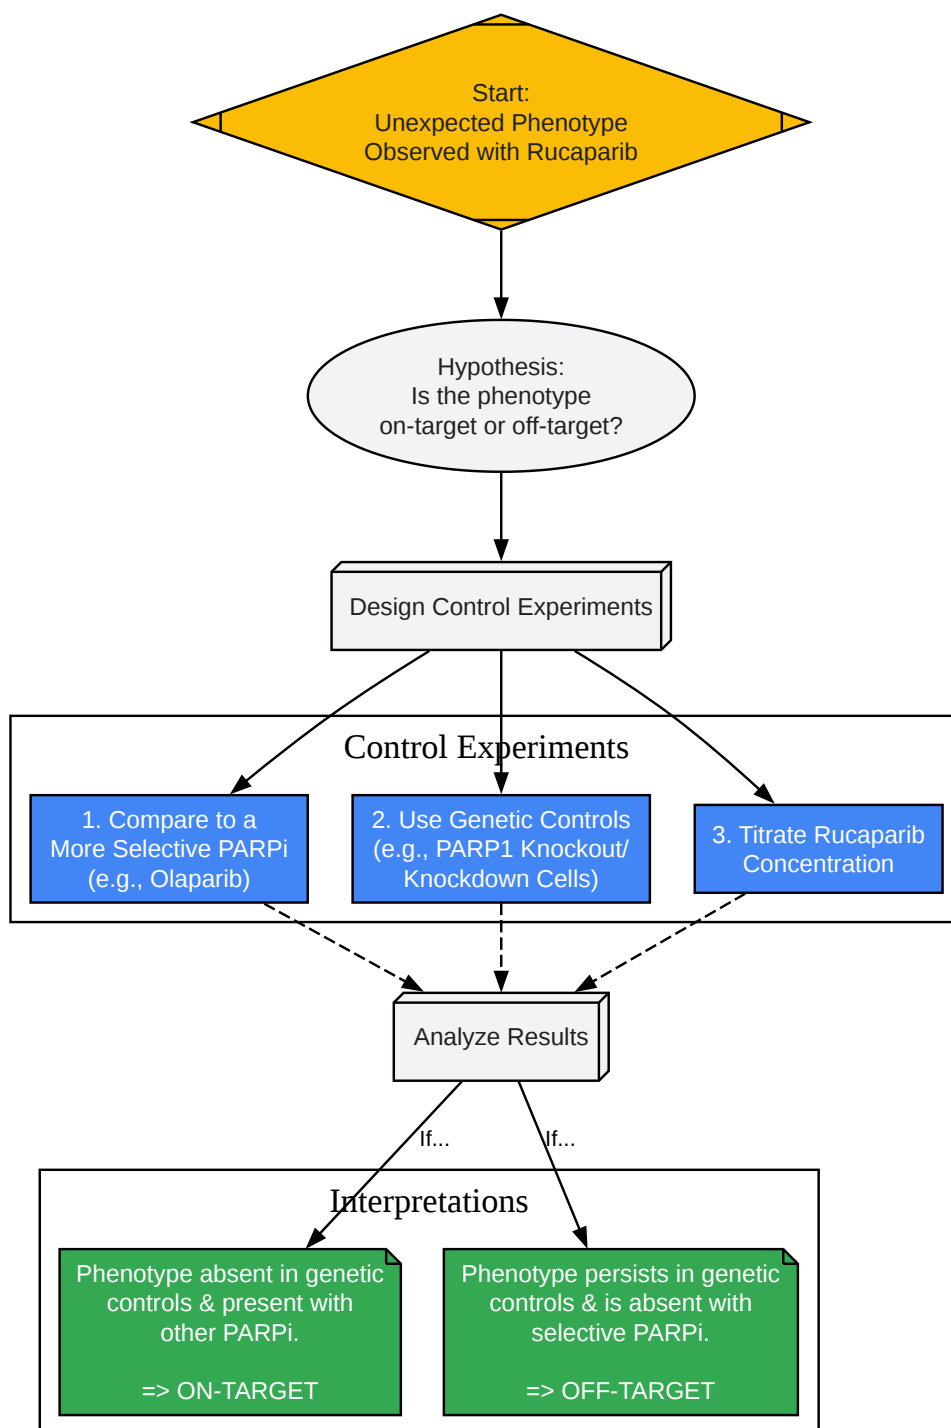 Start:
Unexpected Phenotype
Observed with Rucaparib
Hypothesis:
Is the phenotype
on-target or off-target?
Design Control Experiments
Control Experiments
1. Compare to a
More Selective PARPi
(e.g., Olaparib)
2. Use Genetic Controls
(e.g., PARP1 Knockout/
Knockdown Cells)
3. Titrate Rucaparib
Concentration
Analyze Results
If...
If...
Interpretations
Phenotype absent in genetic
controls & present with
other PARPi.
=> ON-TARGET
Phenotype persists in genetic
controls & is absent with
selective PARPi.
=> OFF-TARGET